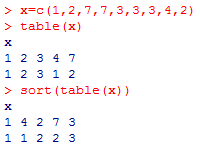 > x=c(1,2,7,7,3,3,3,4,2)
> table(x)
x
1 2 3 4 7
1 2 3 1 2
> sort(table(x))
x
1 4 2 7 3
1 1 2 2 3